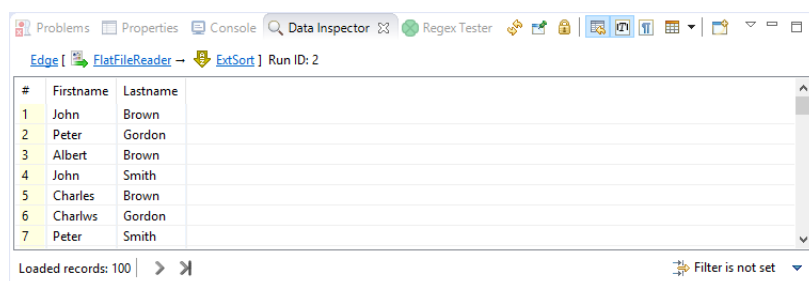 Problems Properties Console Data Inspector Regex Tester
Edge [ FlatFileReader → ExtSort ] Run ID: 2
# Firstname Lastname
1 John Brown
2 Peter Gordon
3 Albert Brown
4 John Smith
5 Charles Brown
6 Charlws Gordon
7 Peter Smith
Loaded records: 100 Filter is not set